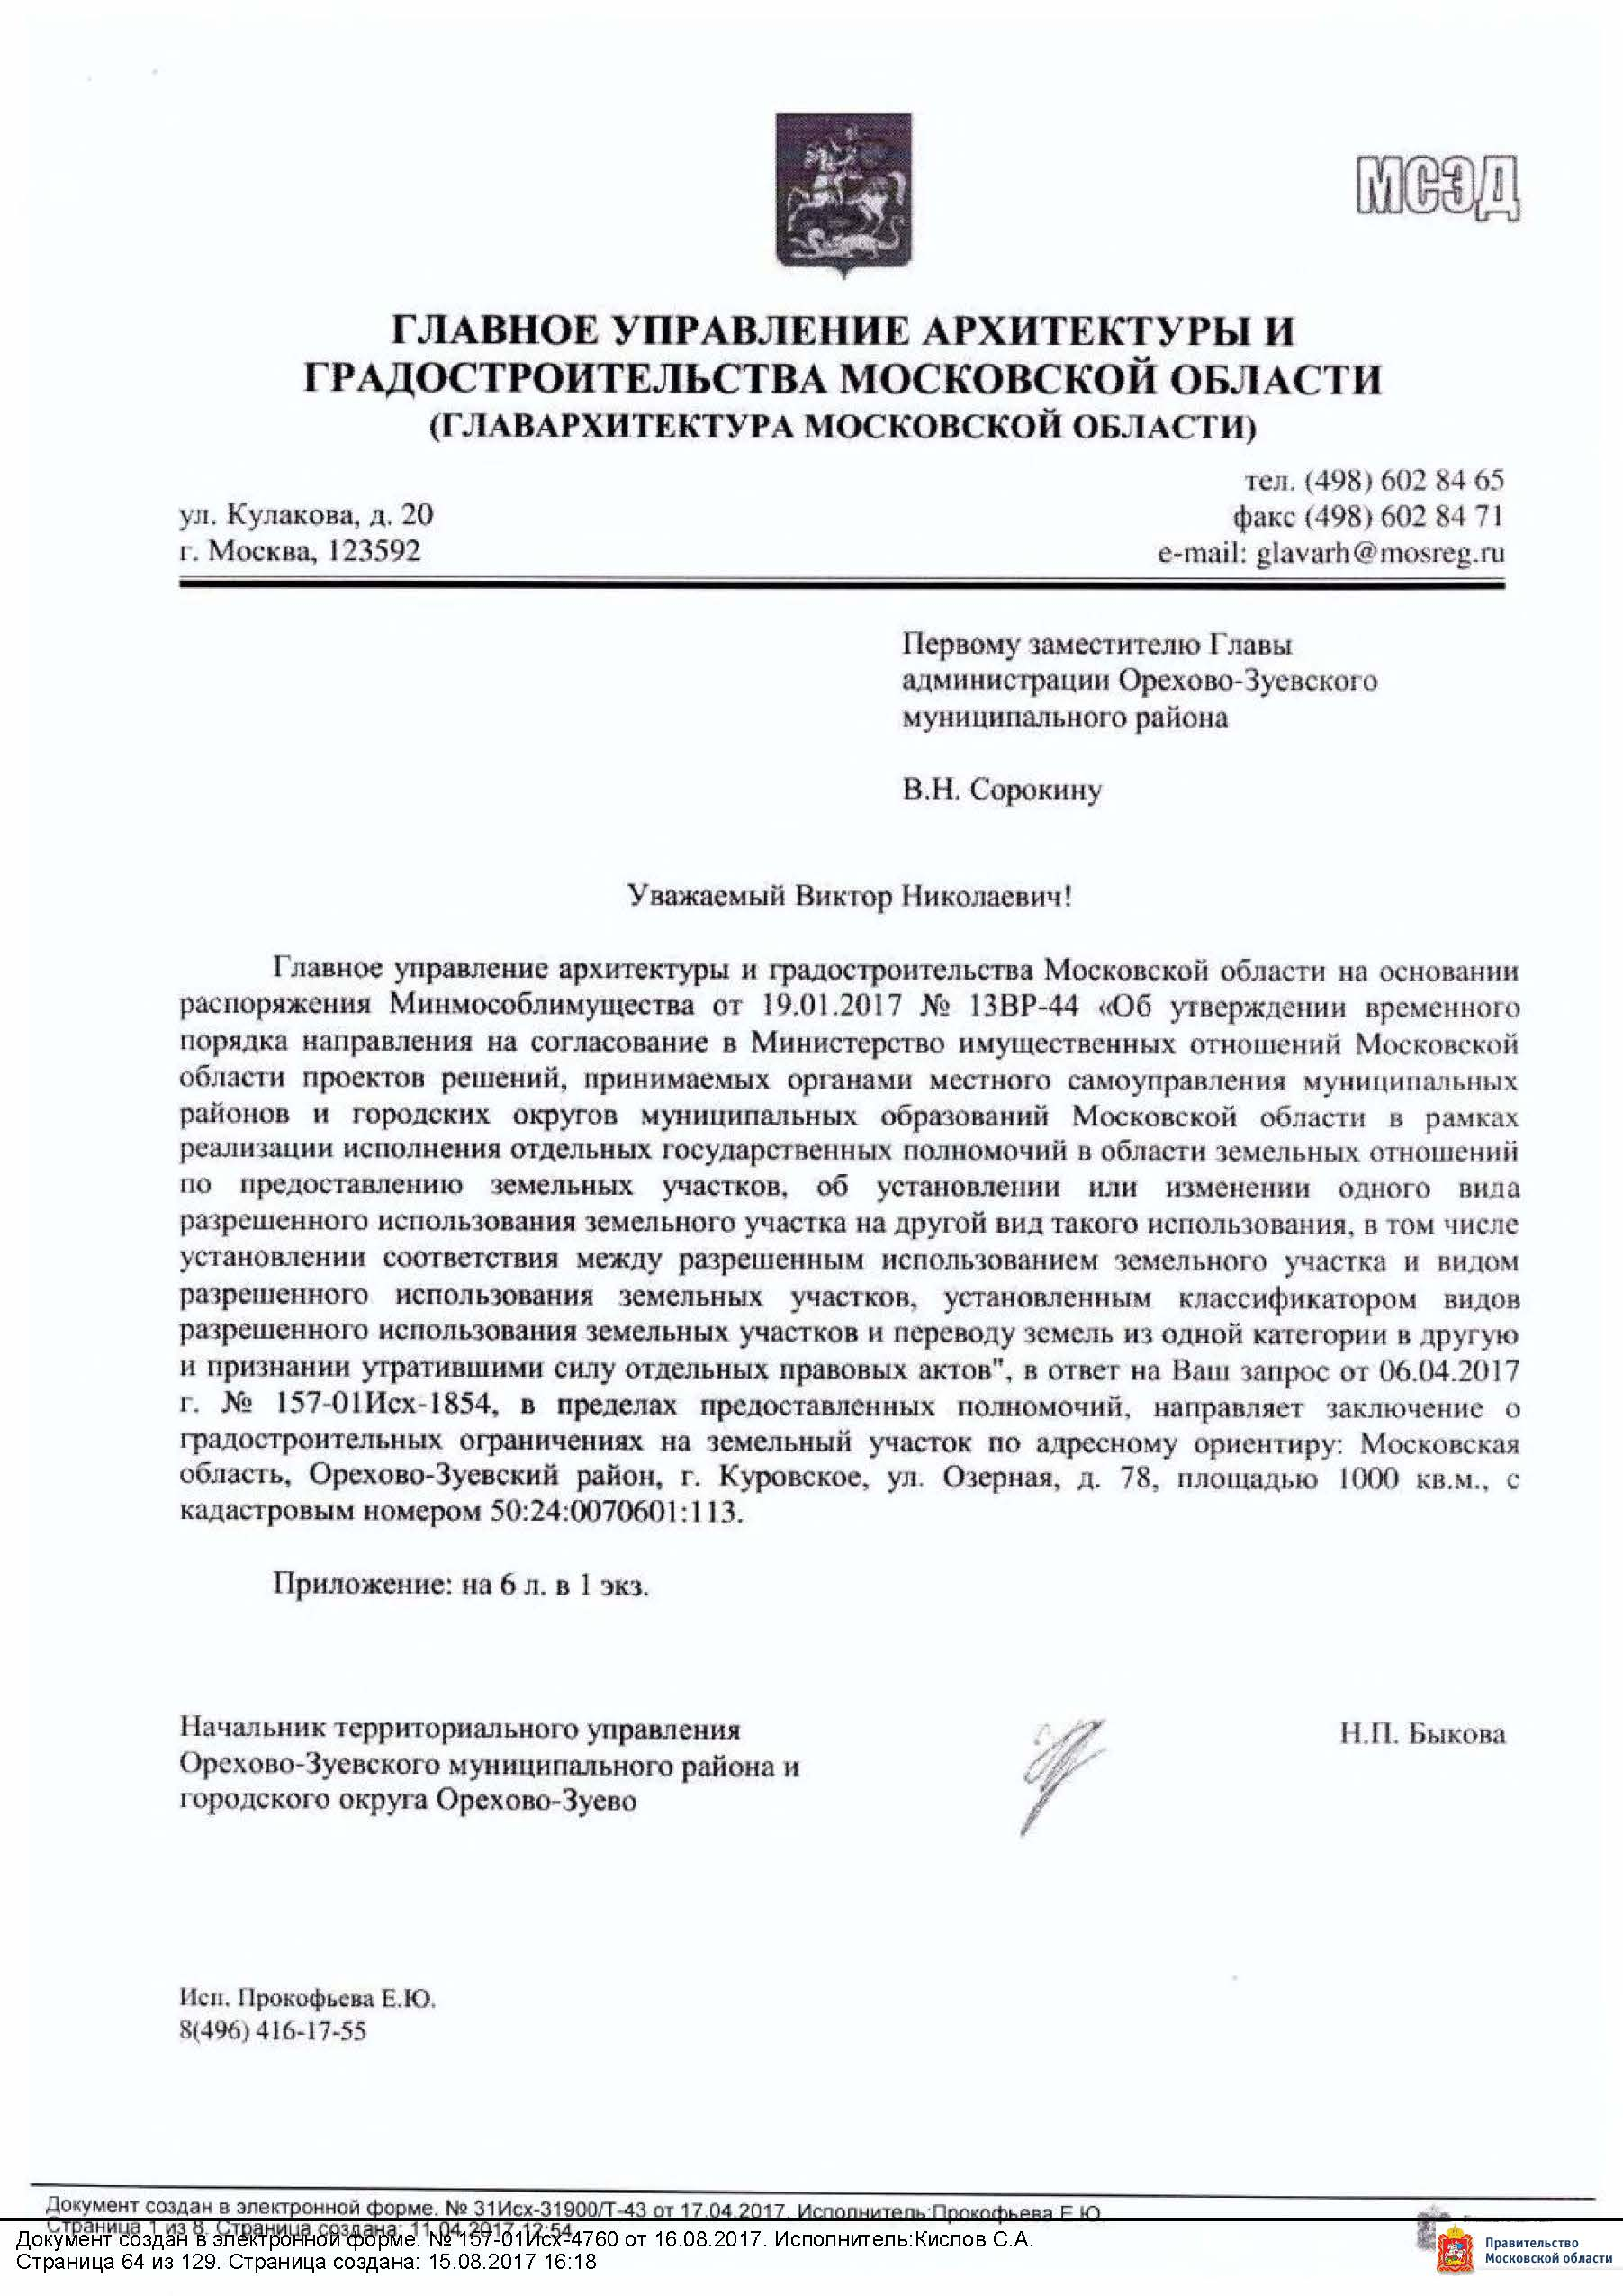 МСЭД
ГЛАВНОЕ УПРАВЛЕНИЕ АРХИТЕКТУРЫ И
ГРАДОСТРОИТЕЛЬСТВА МОСКОВСКОЙ ОБЛАСТИ
(ГЛАВАРХИТЕКТУРА МОСКОВСКОЙ ОБЛАСТИ)
ул. Кулакова, д. 20
г. Москва, 123592
тел. (498) 602 84 65
факс (498) 602 84 71
e-mail: glavarh@mosreg.ru
Первому заместителю Главы
администрации Орехово-Зуевского
муниципального района
В.Н. Сорокину
Уважаемый Виктор Николаевич!
Главное управление архитектуры и градостроительства Московской области на основании
распоряжения Минмособлимущества от 19.01.2017 № 13ВР-44 «Об утверждении временного
порядка направления на согласование в Министерство имущественных отношений Московской
области проектов решений, принимаемых органами местного самоуправления муниципальных
районов и городских округов муниципальных образований Московской области в рамках
реализации исполнения отдельных государственных полномочий в области земельных отношений
по предоставлению земельных участков, об установлении или изменении одного вида
разрешенного использования земельного участка на другой вид такого использования, в том числе
установлении соответствия между разрешенным использованием земельного участка и видом
разрешенного использования земельных участков, установленным классификатором видов
разрешенного использования земельных участков и переводу земель из одной категории в другую
и признании утратившими силу отдельных правовых актов", в ответ на Ваш запрос от 06.04.2017
г. № 157-01Исх-1854, в пределах предоставленных полномочий, направляет заключение о
градостроительных ограничениях на земельный участок по адресному ориентиру: Московская
область, Орехово-Зуевский район, г. Куровское, ул. Озерная, д. 78, площадью 1000 кв.м., с
кадастровым номером 50:24:0070601:113.
Приложение: на 6 л. в 1 экз.
Начальник территориального управления
Орехово-Зуевского муниципального района и
городского округа Орехово-Зуево
Н.П. Быкова
Исп. Прокофьева Е.Ю.
8(496) 416-17-55
Документ создан в электронной форме. № 31Исх-31900/Т-43 от 17.04.2017. Исполнитель:Прокофьева Е.Ю.
Страница 1 из 8. Страница создана: 11.04.2017 12:54
Документ создан в электронной форме. № 157-01Исх-4760 от 16.08.2017. Исполнитель:Кислов С.А.
Страница 64 из 129. Страница создана: 15.08.2017 16:18
Правительство
Московской области